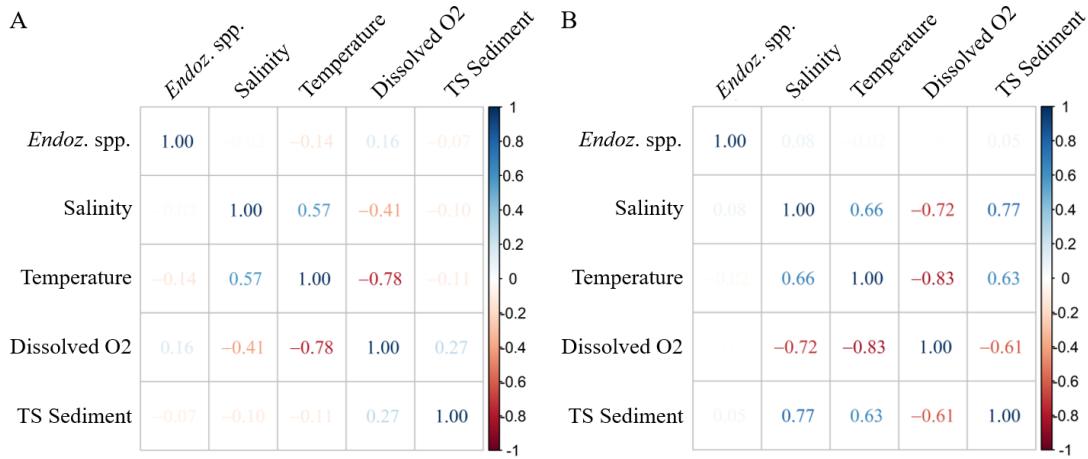 A
Endoz. spp.
Salinity
Temperature
Dissolved O2
TS Sediment
Endoz. spp. 1.00 −0.02 −0.14 0.16 −0.07
Salinity −0.02 1.00 0.57 −0.41 −0.10
Temperature −0.14 0.57 1.00 −0.78 −0.11
Dissolved O2 0.16 −0.41 −0.78 1.00 0.27
TS Sediment −0.07 −0.10 −0.11 0.27 1.00
1
0.8
0.6
0.4
0.2
0
-0.2
-0.4
-0.6
-0.8
-1
B
Endoz. spp.
Salinity
Temperature
Dissolved O2
TS Sediment
Endoz. spp. 1.00 0.08 −0.02 0.05
Salinity 0.08 1.00 0.66 −0.72 0.77
Temperature −0.02 0.66 1.00 −0.83 0.63
Dissolved O2 −0.72 −0.83 1.00 −0.61
TS Sediment 0.05 0.77 0.63 −0.61 1.00
1
0.8
0.6
0.4
0.2
0
-0.2
-0.4
-0.6
-0.8
-1